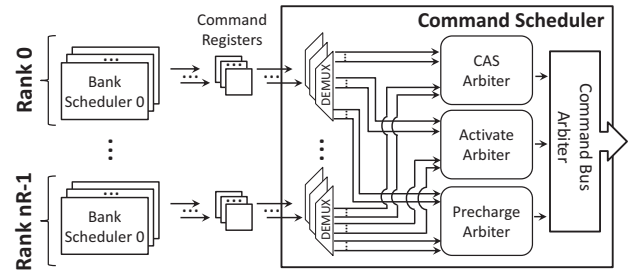 Command Scheduler
Command
Registers
Rank 0
...
Bank
Scheduler 0
...
...
...
...
DEMUX
CAS
Arbiter
Activate
Arbiter
Precharge
Arbiter
Command Bus
Arbiter
...
...
Rank nR-1
...
Bank
Scheduler 0
...
...
...
...
DEMUX